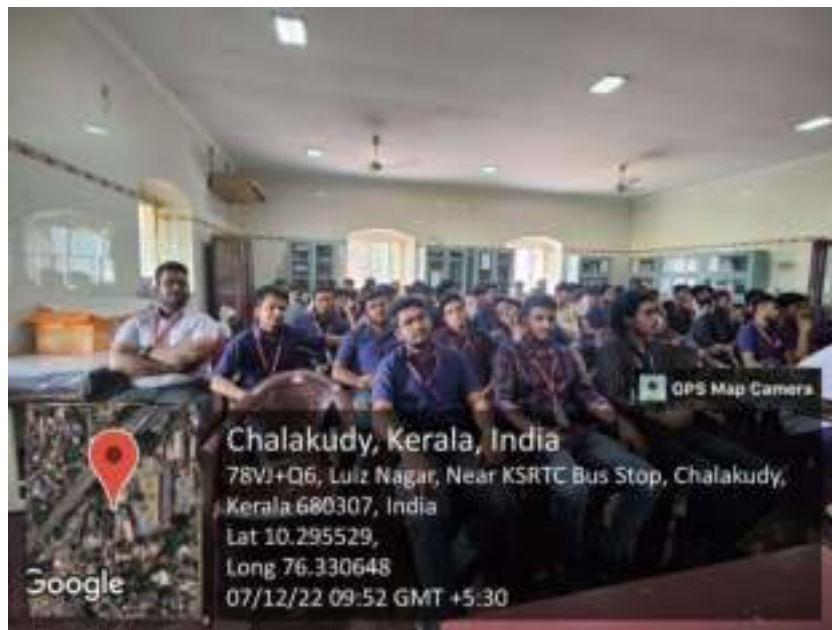 GPS Map Camera
Chalakudy, Kerala, India
78VJ+Q6, Luiz Nagar, Near KSRTC Bus Stop, Chalakudy,
Kerala 680307, India
Lat 10.295529,
Long 76.330648
07/12/22 09:52 GMT +5:30
Google